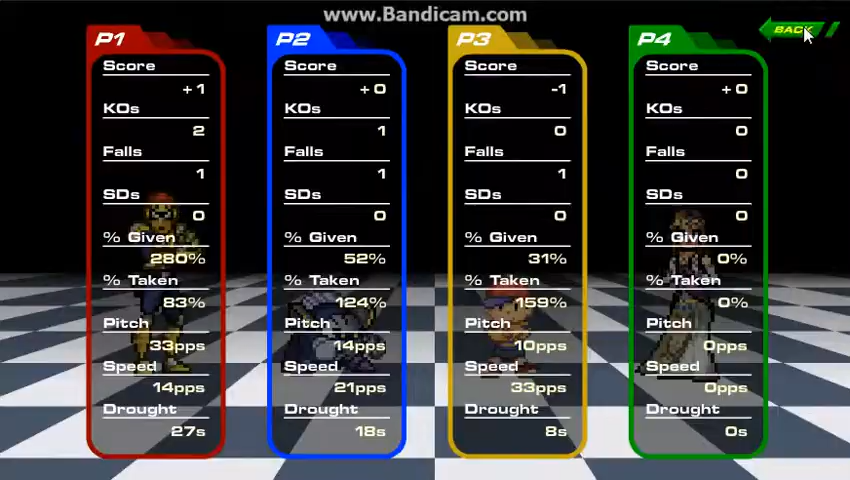 www.Bandicam.com
BACK
P1
Score
+1
KOs
2
Falls
1
SDs
0
% Given
280%
% Taken
83%
Pitch
33pps
Speed
14pps
Drought
27s
P2
Score
+0
KOs
1
Falls
1
SDs
0
% Given
52%
% Taken
124%
Pitch
14pps
Speed
21pps
Drought
18s
P3
Score
-1
KOs
0
Falls
1
SDs
0
% Given
31%
% Taken
159%
Pitch
10pps
Speed
33pps
Drought
8s
P4
Score
+0
KOs
0
Falls
0
SDs
0
% Given
0%
% Taken
0%
Pitch
0pps
Speed
0pps
Drought
0s